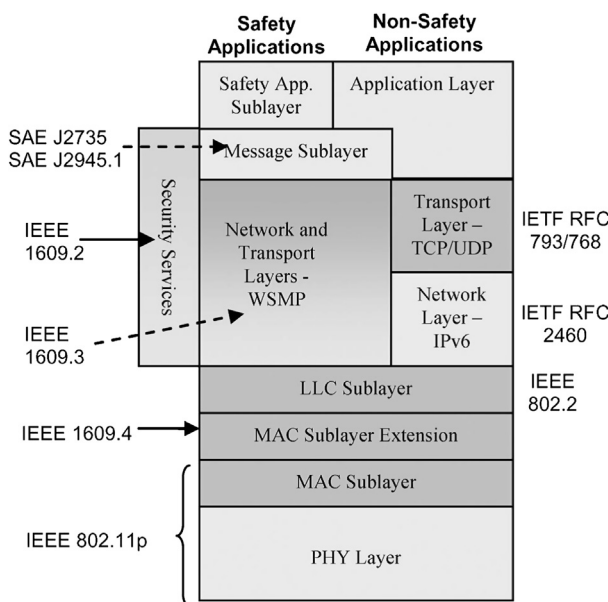 Safety
Applications
Non-Safety
Applications
Safety App.
Sublayer
Application Layer
SAE J2735
SAE J2945.1
Message Sublayer
Security Services
IEEE
1609.2
Network and
Transport
Layers -
WSMP
Transport
Layer –
TCP/UDP
IETF RFC
793/768
IEEE
1609.3
Network
Layer –
IPv6
IETF RFC
2460
LLC Sublayer
IEEE
802.2
IEEE 1609.4
MAC Sublayer Extension
MAC Sublayer
IEEE 802.11p
PHY Layer